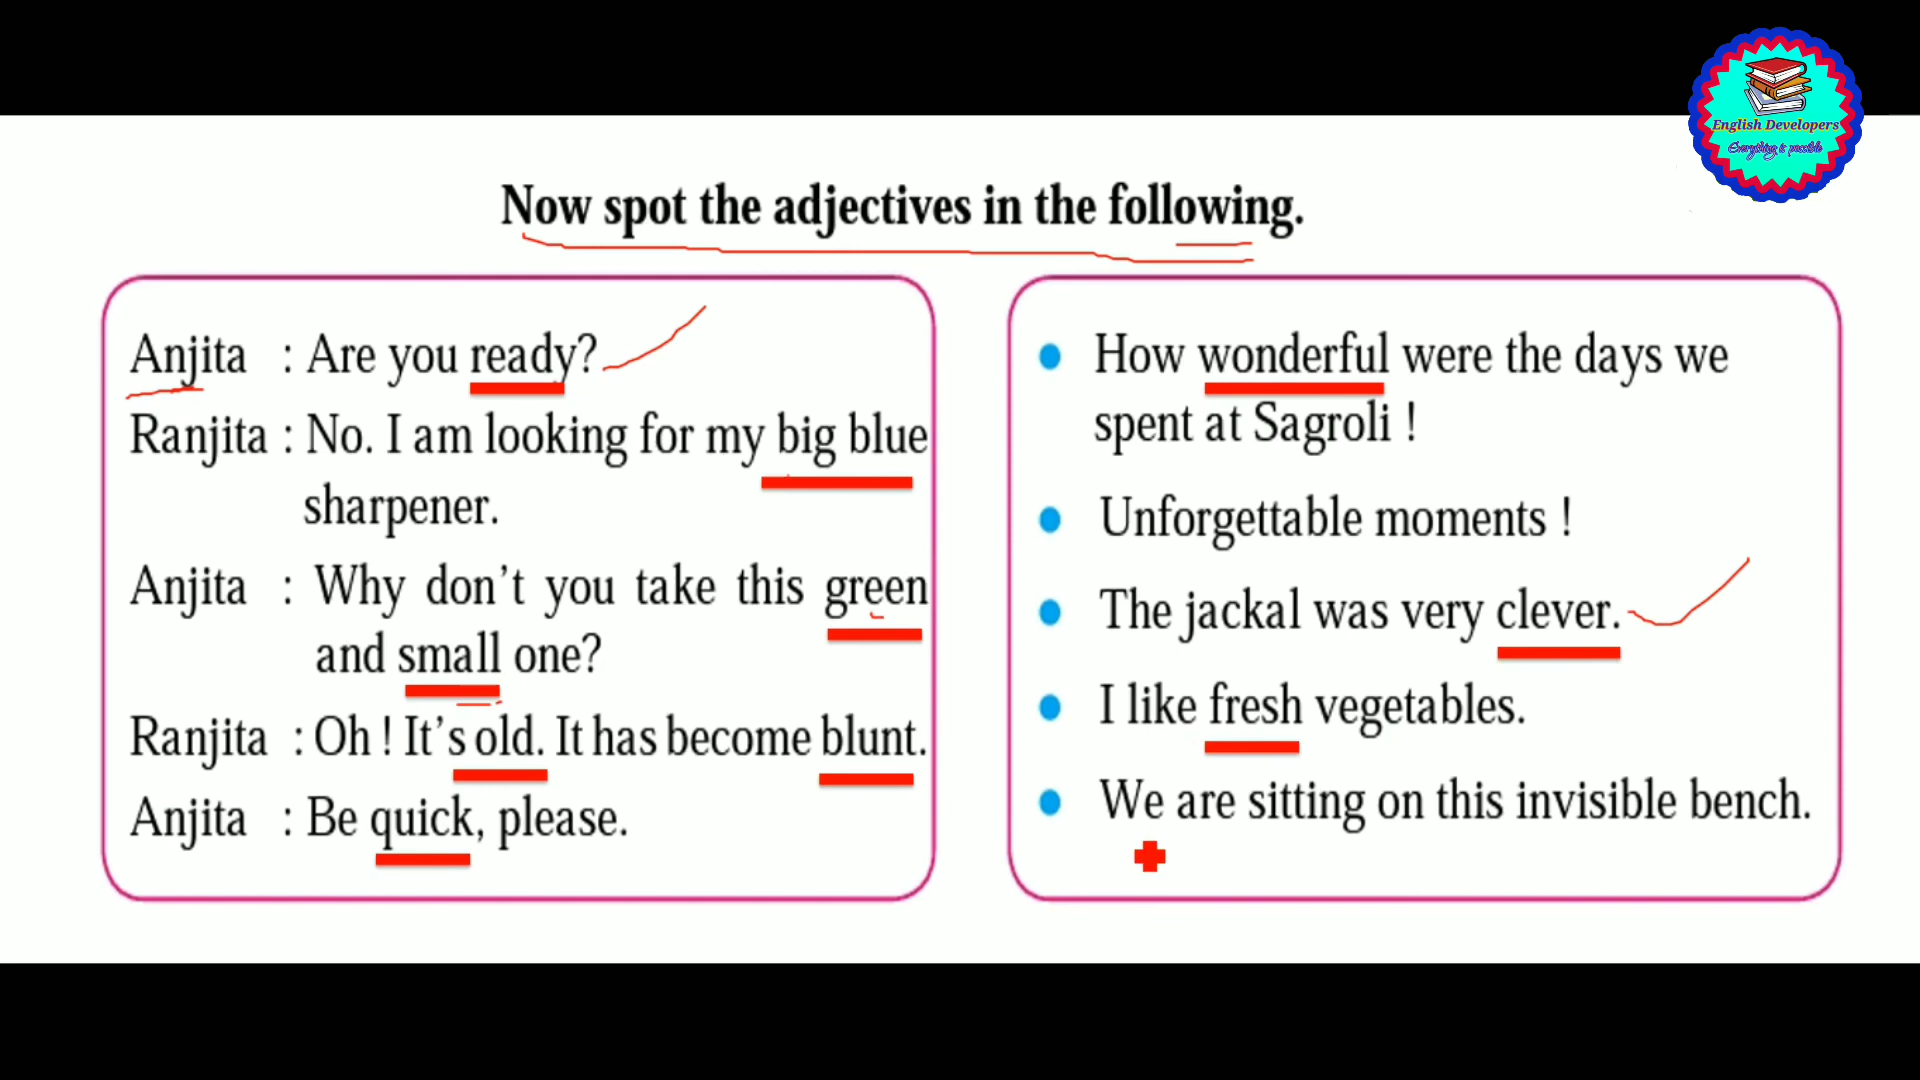 English Developers
Everything is possible
Now spot the adjectives in the following.
Anjita : Are you ready?
Ranjita : No. I am looking for my big blue
sharpener.
Anjita : Why don’t you take this green
and small one?
Ranjita : Oh ! It’s old. It has become blunt.
Anjita : Be quick, please.
How wonderful were the days we
spent at Sagroli !
Unforgettable moments !
The jackal was very clever.
I like fresh vegetables.
We are sitting on this invisible bench.